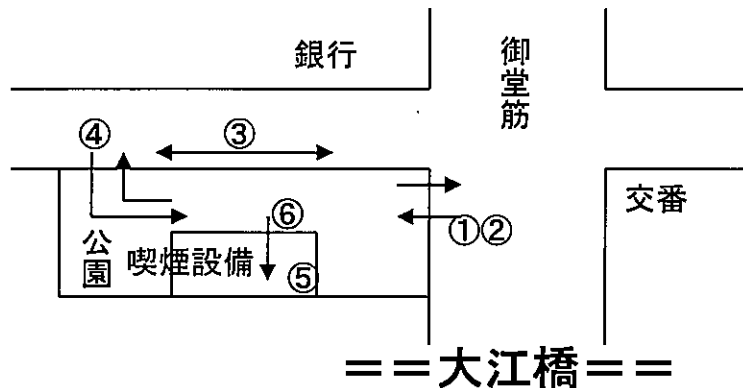 銀行
御堂筋
④
③
交番
⑥
①②
公園
喫煙設備
⑤
==大江橋==